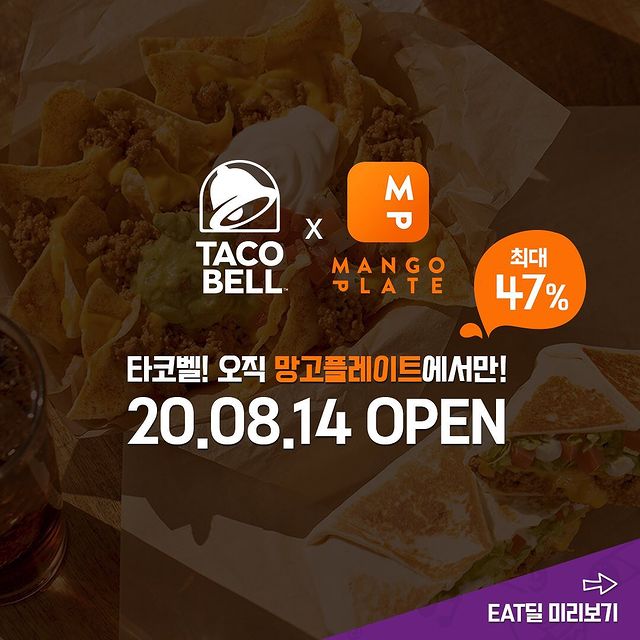 TACO
BELL™
X
MP
MANGO
PLATE
최대
47%
타코벨! 오직 망고플레이트에서만!
20.08.14 OPEN
EAT딜 미리보기